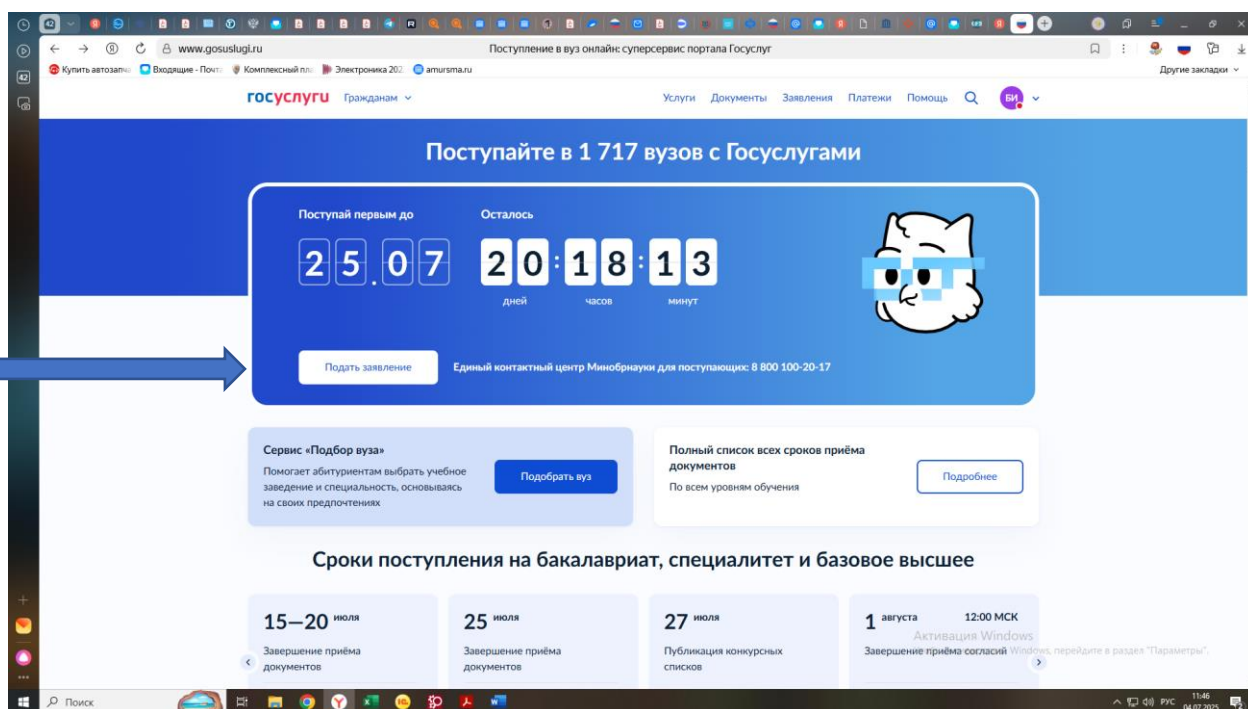 www.gosuslugi.ru
Поступление в вуз онлайн: суперсервис портала Госуслуг
42
Купить автозапча
Входящие - Почта
Комплексный пла
Электроника 202
amursma.ru
Другие закладки
госуслуги
Гражданам
Услуги Документы Заявления Платежи Помощь
БИ
Поступайте в 1 717 вузов с Госуслугами
Поступай первым до
Осталось
25.07
20:18:13
дней часов минут
Подать заявление
Единый контактный центр Минобрнауки для поступающих: 8 800 100-20-17
Сервис «Подбор вуза»
Помогает абитуриентам выбрать учебное
заведение и специальность, основываясь
на своих предпочтениях
Подобрать вуз
Полный список всех сроков приёма
документов
По всем уровням обучения
Подробнее
Сроки поступления на бакалавриат, специалитет и базовое высшее
15—20 июля
Завершение приёма
документов
25 июля
Завершение приёма
документов
27 июля
Публикация конкурсных
списков
1 августа 12:00 МСК
Завершение приёма согласий
Активация Windows
Windows, перейдите в раздел "Параметры".
Поиск
РУС
11:46
04.07.2025